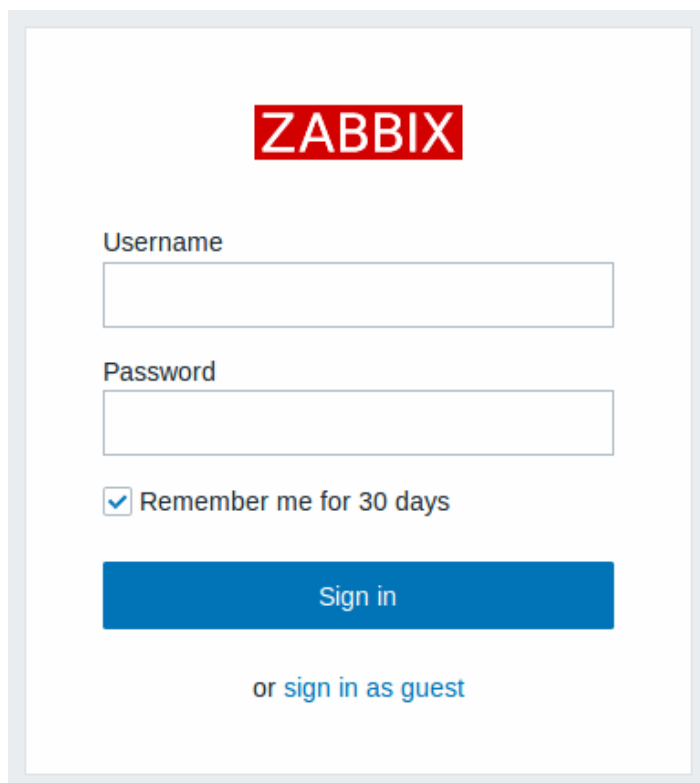 ZABBIX
Username
Password
Remember me for 30 days
Sign in
or sign in as guest